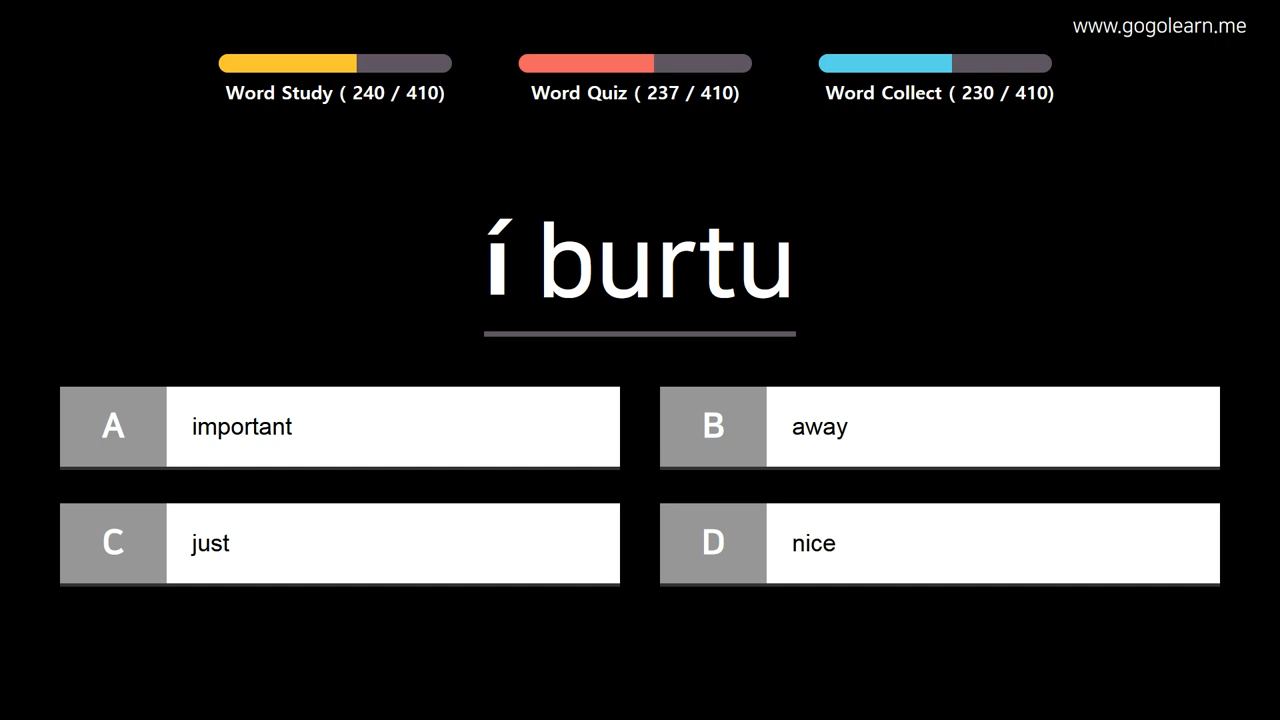 www.gogolearn.me
Word Study ( 240 / 410)
Word Quiz ( 237 / 410)
Word Collect ( 230 / 410)
í burtu
A important
B away
C just
D nice